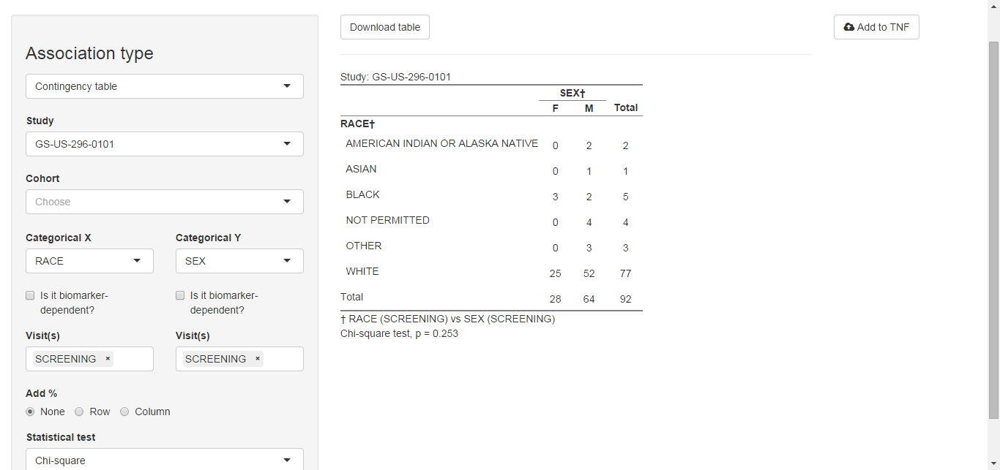 Association type
Contingency table
Study
GS-US-296-0101
Cohort
Choose
Categorical X Categorical Y
RACE SEX
Is it biomarker- Is it biomarker-
dependent? dependent?
Visit(s) Visit(s)
SCREENING × SCREENING ×
Add %
None Row Column
Statistical test
Chi-square
Download table Add to TNF
Study: GS-US-296-0101
SEX†
F M Total
RACE†
AMERICAN INDIAN OR ALASKA NATIVE 0 2 2
ASIAN 0 1 1
BLACK 3 2 5
NOT PERMITTED 0 4 4
OTHER 0 3 3
WHITE 25 52 77
Total 28 64 92
† RACE (SCREENING) vs SEX (SCREENING)
Chi-square test, p = 0.253